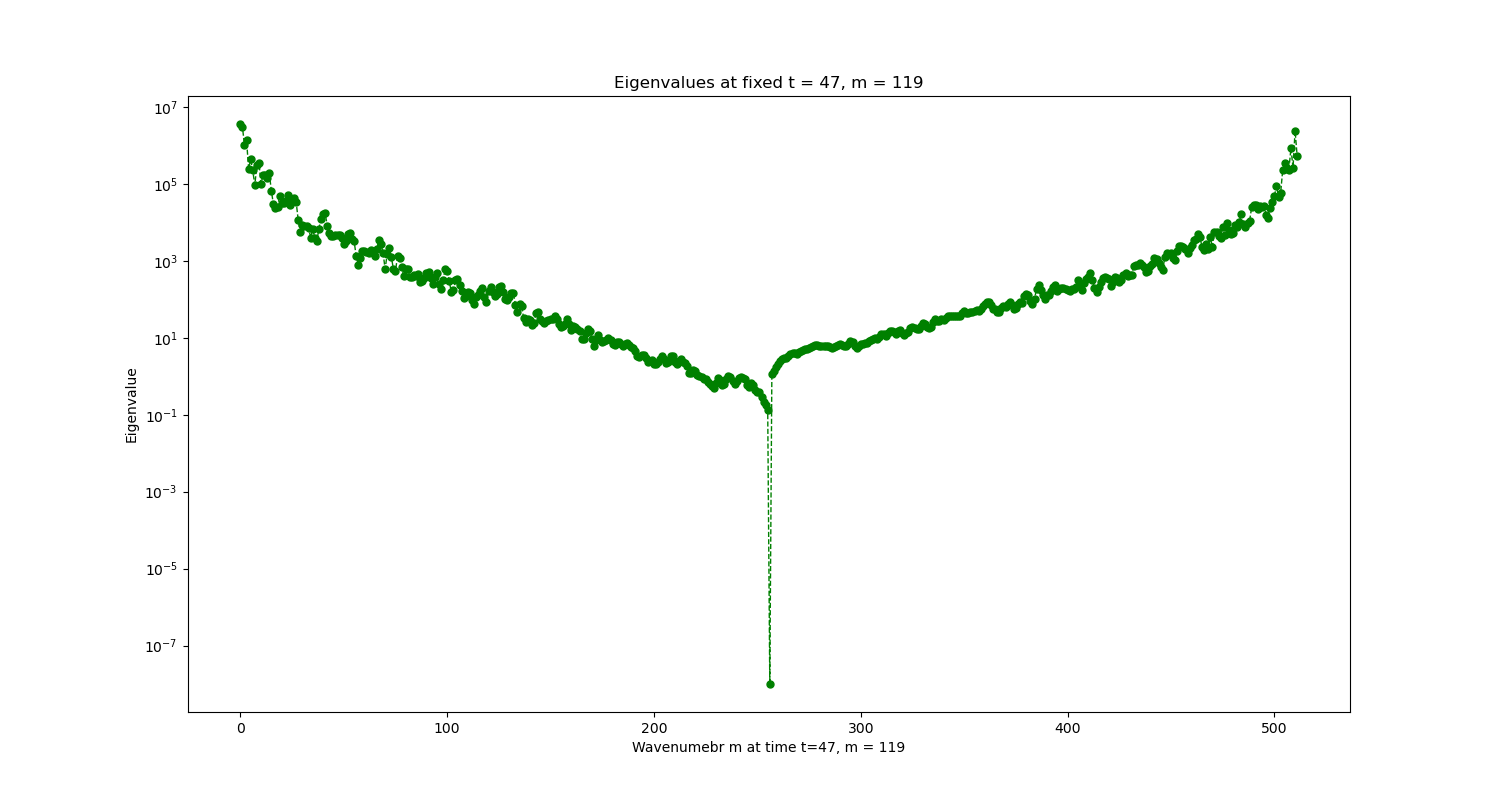 Eigenvalues at fixed t = 47, m = 119
10^7
10^5
10^3
10^1
10^-1
10^-3
10^-5
10^-7
Eigenvalue
0 100 200 300 400 500
Wavenumebr m at time t=47, m = 119